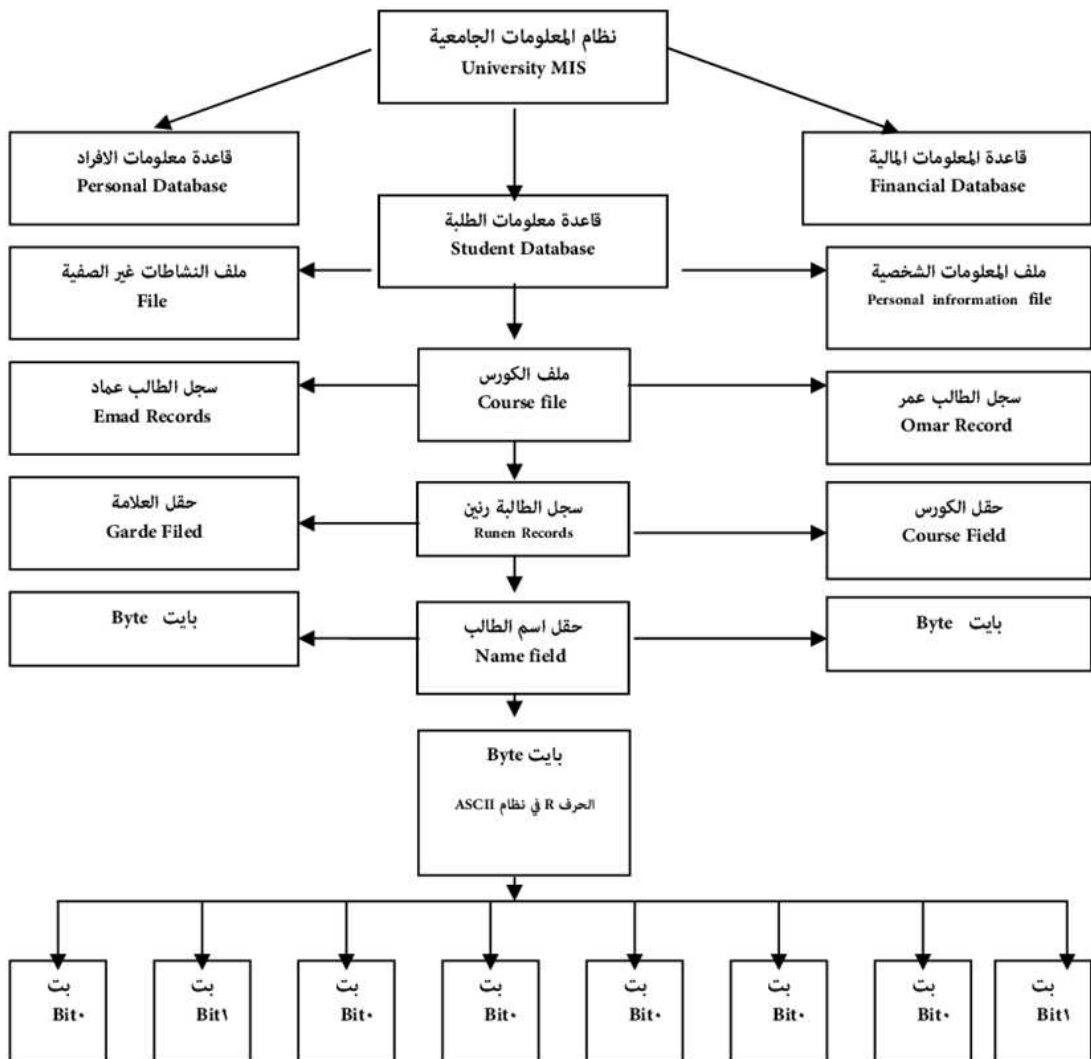 نظام المعلومات الجامعية
University MIS
قاعدة معلومات الافراد
Personal Database
قاعدة المعلومات المالية
Financial Database
قاعدة معلومات الطلبة
Student Database
ملف النشاطات غير الصفية
File
ملف المعلومات الشخصية
Personal infrormation file
ملف الكورس
Course file
سجل الطالب عماد
Emad Records
سجل الطالب عمر
Omar Record
سجل الطالبة رنين
Runen Records
حقل العلامة
Garde Filed
حقل الكورس
Course Field
بايت Byte
حقل اسم الطالب
Name field
بايت Byte
بايت Byte
الحرف R في نظام ASCII
بت
Bit٠
بت
Bit١
بت
Bit٠
بت
Bit٠
بت
Bit٠
بت
Bit٠
بت
Bit٠
بت
Bit١